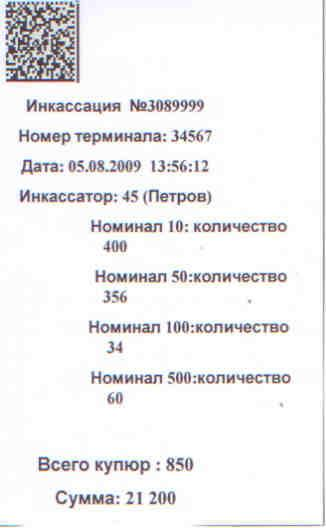 Инкассация №3089999
Номер терминала: 34567
Дата: 05.08.2009 13:56:12
Инкассатор: 45 (Петров)
Номинал 10: количество
400
Номинал 50:количество
356
Номинал 100:количество
34
Номинал 500:количество
60
Всего купюр : 850
Сумма: 21 200